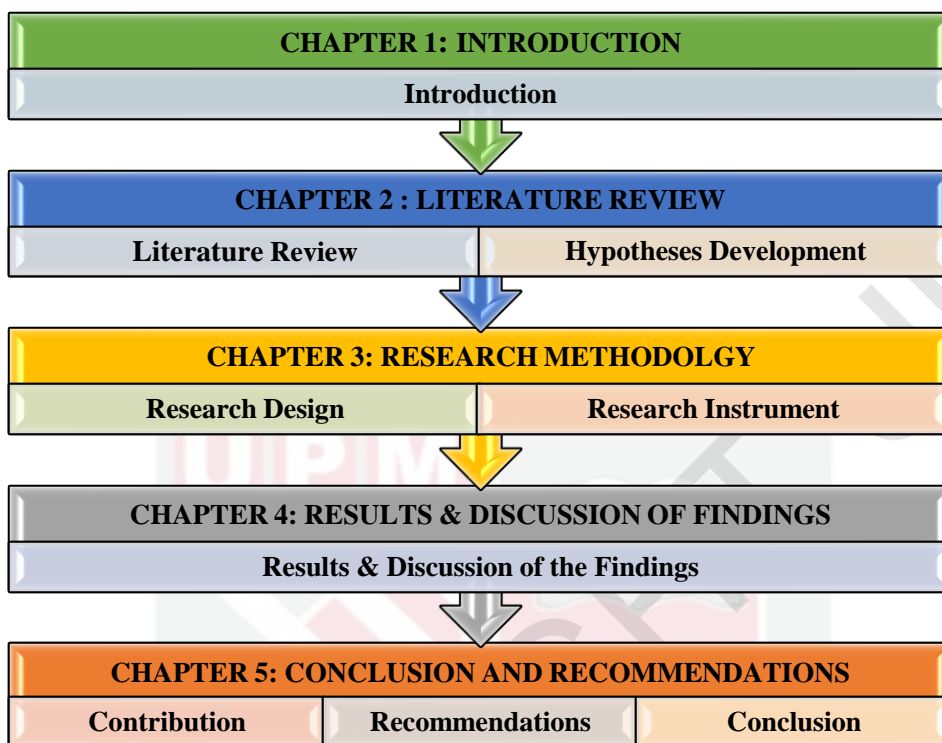 CHAPTER 1: INTRODUCTION
Introduction
CHAPTER 2 : LITERATURE REVIEW
Literature Review
Hypotheses Development
CHAPTER 3: RESEARCH METHODOLGY
Research Design
Research Instrument
UPM
CHAPTER 4: RESULTS & DISCUSSION OF FINDINGS
Results & Discussion of the Findings
CHAPTER 5: CONCLUSION AND RECOMMENDATIONS
Contribution
Recommendations
Conclusion